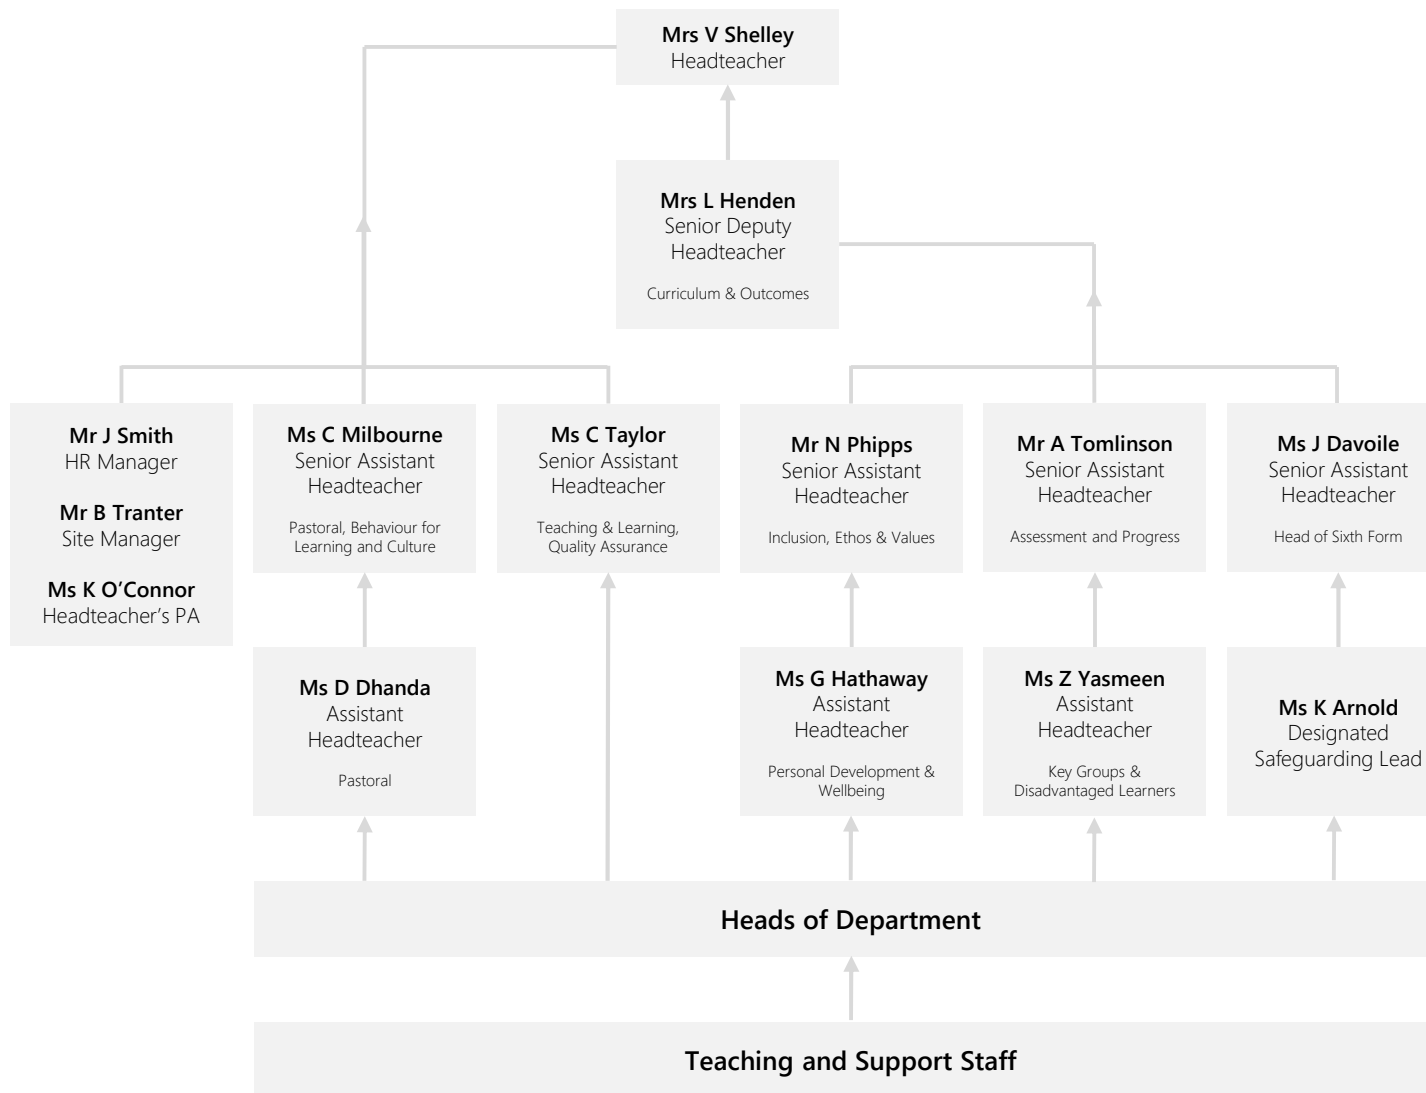 Mrs V Shelley
Headteacher
Mrs L Henden
Senior Deputy
Headteacher
Curriculum & Outcomes
Mr J Smith
HR Manager
Mr B Tranter
Site Manager
Ms K O’Connor
Headteacher’s PA
Ms C Milbourne
Senior Assistant
Headteacher
Pastoral, Behaviour for
Learning and Culture
Ms C Taylor
Senior Assistant
Headteacher
Teaching & Learning,
Quality Assurance
Mr N Phipps
Senior Assistant
Headteacher
Inclusion, Ethos & Values
Mr A Tomlinson
Senior Assistant
Headteacher
Assessment and Progress
Ms J Davoile
Senior Assistant
Headteacher
Head of Sixth Form
Ms D Dhanda
Assistant
Headteacher
Pastoral
Ms G Hathaway
Assistant
Headteacher
Personal Development &
Wellbeing
Ms Z Yasmeen
Assistant
Headteacher
Key Groups &
Disadvantaged Learners
Ms K Arnold
Designated
Safeguarding Lead
Heads of Department
Teaching and Support Staff